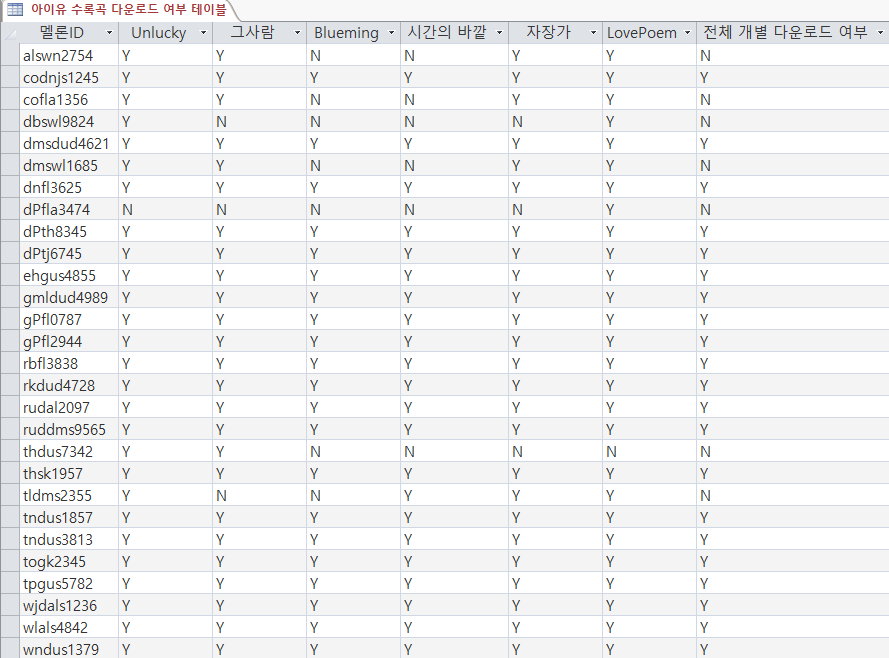 아이유 수록곡 다운로드 여부 테이블
멜론ID Unlucky 그사람 Blueming 시간의 바깥 자장가 LovePoem 전체 개별 다운로드 여부
alswn2754 Y Y N N Y Y N
codnjs1245 Y Y Y Y Y Y Y
cofla1356 Y Y N N Y Y N
dbswl9824 Y N N N N Y N
dmsdud4621 Y Y Y Y Y Y Y
dmswl1685 Y Y N N Y Y N
dnfl3625 Y Y Y Y Y Y Y
dPfla3474 N N N N N Y N
dPth8345 Y Y Y Y Y Y Y
dPtj6745 Y Y Y Y Y Y Y
ehgus4855 Y Y Y Y Y Y Y
gmldud4989 Y Y Y Y Y Y Y
gPfl0787 Y Y Y Y Y Y Y
gPfl2944 Y Y Y Y Y Y Y
rbfl3838 Y Y Y Y Y Y Y
rkdud4728 Y Y Y Y Y Y Y
rudal2097 Y Y Y Y Y Y Y
ruddms9565 Y Y Y Y Y Y Y
thdus7342 Y Y N N N N N
thsk1957 Y Y Y Y Y Y Y
tldms2355 Y N N Y Y Y N
tndus1857 Y Y Y Y Y Y Y
tndus3813 Y Y Y Y Y Y Y
togk2345 Y Y Y Y Y Y Y
tpgus5782 Y Y Y Y Y Y Y
wjdals1236 Y Y Y Y Y Y Y
wlals4842 Y Y Y Y Y Y Y
wndus1379 Y Y Y Y Y Y Y